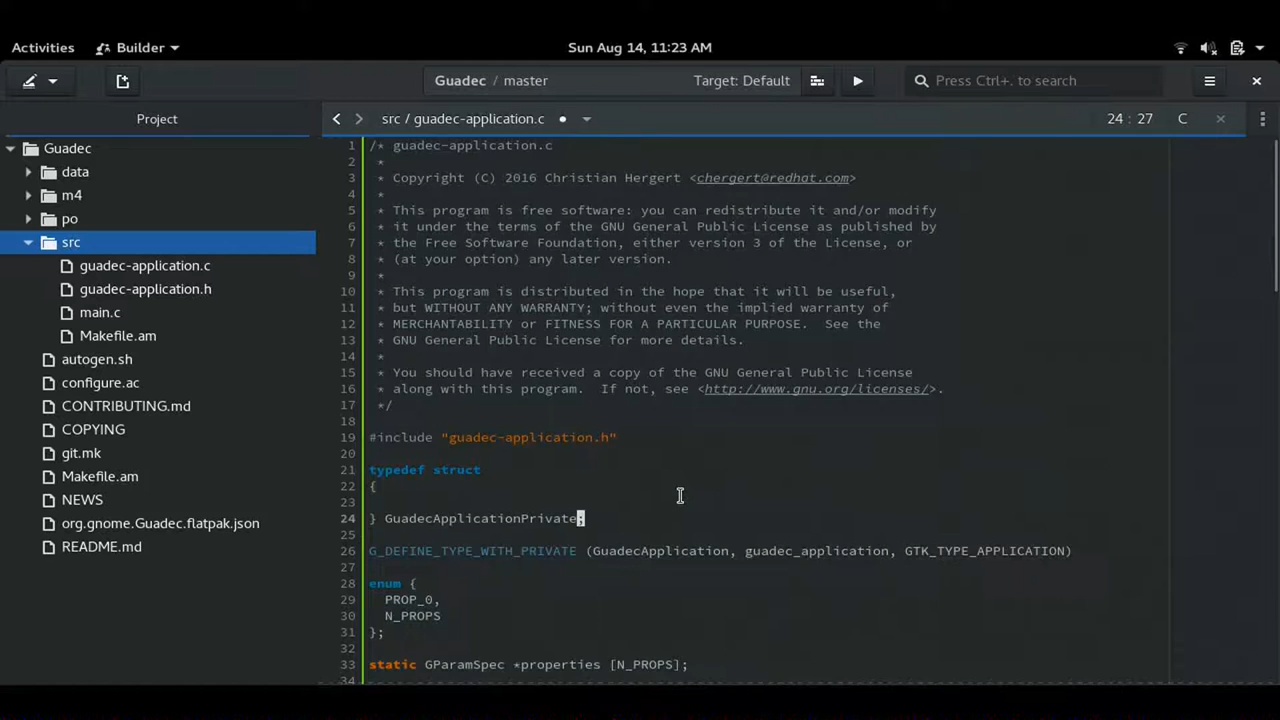 Activities Builder Sun Aug 14, 11:23 AM
Guadec / master Target: Default Press Ctrl+. to search
Project
Guadec
data
m4
po
src
guadec-application.c
guadec-application.h
main.c
Makefile.am
autogen.sh
configure.ac
CONTRIBUTING.md
COPYING
git.mk
Makefile.am
NEWS
org.gnome.Guadec.flatpak.json
README.md
src / guadec-application.c • 24 : 27 C ×
1 /* guadec-application.c
2 *
3 * Copyright (C) 2016 Christian Hergert <chergert@redhat.com>
4 *
5 * This program is free software: you can redistribute it and/or modify
6 * it under the terms of the GNU General Public License as published by
7 * the Free Software Foundation, either version 3 of the License, or
8 * (at your option) any later version.
9 *
10 * This program is distributed in the hope that it will be useful,
11 * but WITHOUT ANY WARRANTY; without even the implied warranty of
12 * MERCHANTABILITY or FITNESS FOR A PARTICULAR PURPOSE.  See the
13 * GNU General Public License for more details.
14 *
15 * You should have received a copy of the GNU General Public License
16 * along with this program.  If not, see <http://www.gnu.org/licenses/>.
17 */
18
19 #include "guadec-application.h"
20
21 typedef struct
22 {
23
24 } GuadecApplicationPrivate;
25
26 G_DEFINE_TYPE_WITH_PRIVATE (GuadecApplication, guadec_application, GTK_TYPE_APPLICATION)
27
28 enum {
29 PROP_0,
30 N_PROPS
31 };
32
33 static GParamSpec *properties [N_PROPS];
34